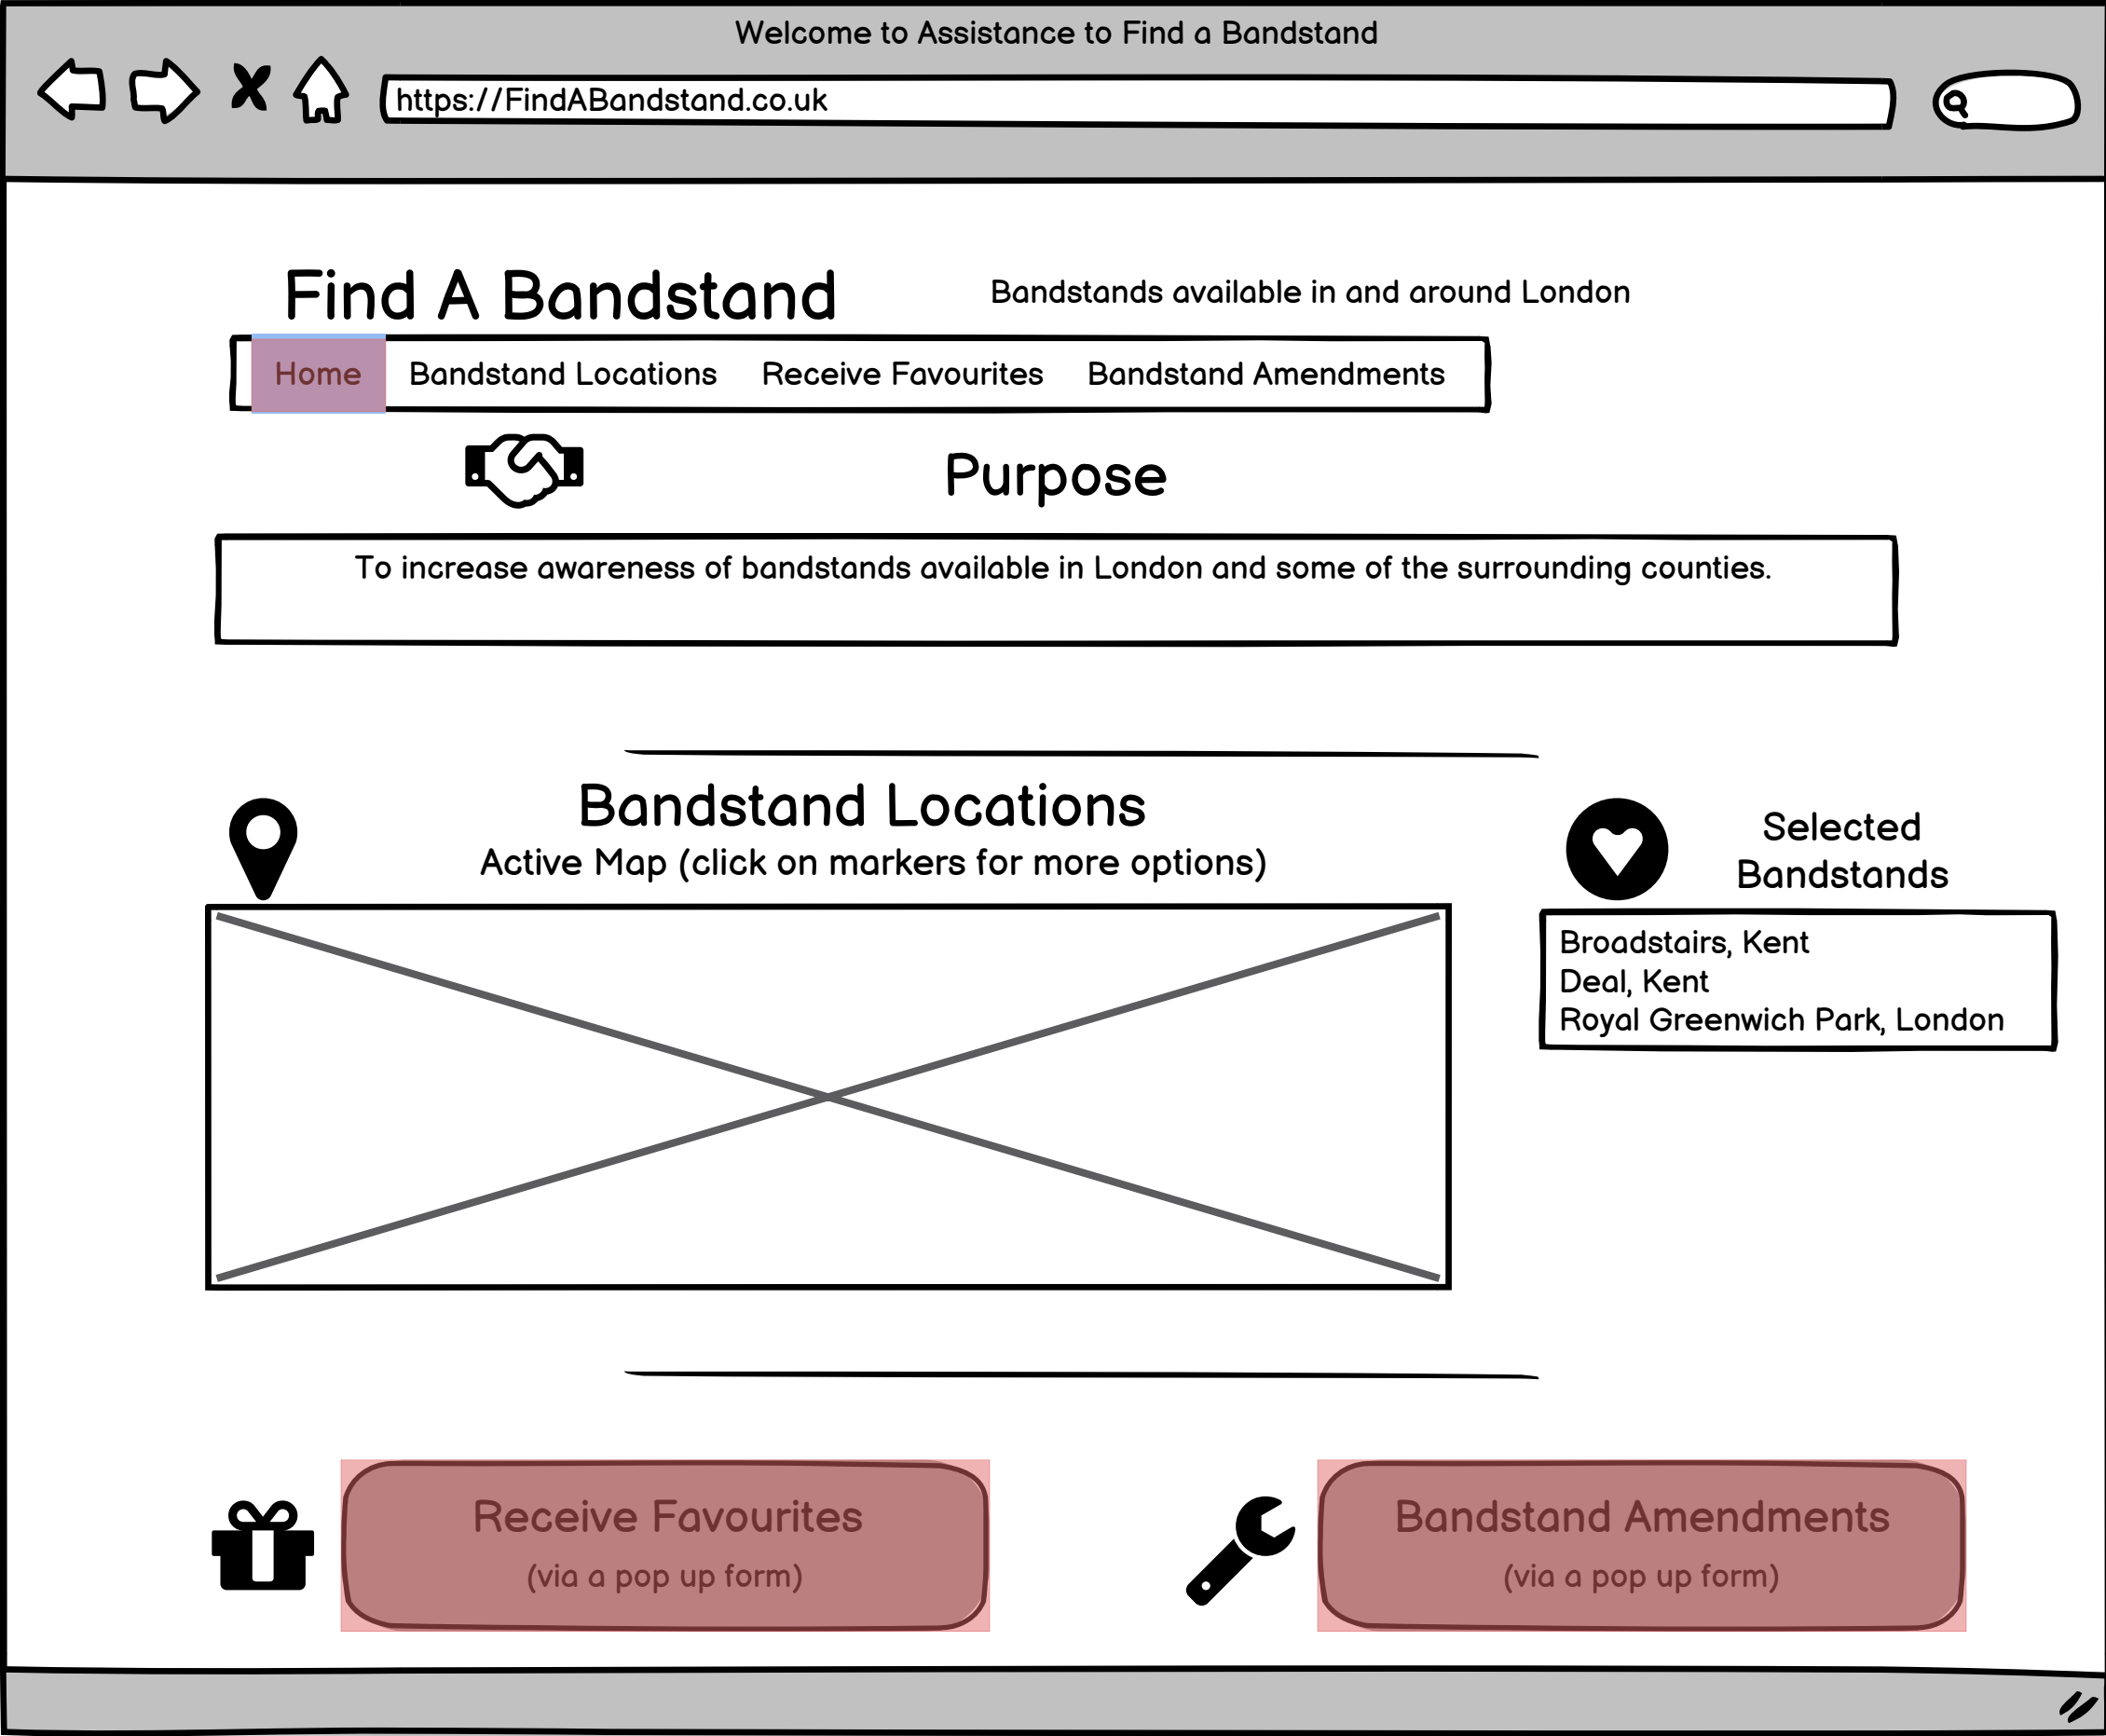 Welcome to Assistance to Find a Bandstand
https://FindABandstand.co.uk
Find A Bandstand
Bandstands available in and around London
Home Bandstand Locations Receive Favourites Bandstand Amendments
Purpose
To increase awareness of bandstands available in London and some of the surrounding counties.
Bandstand Locations
Active Map (click on markers for more options)
Selected
Bandstands
Broadstairs, Kent
Deal, Kent
Royal Greenwich Park, London
Receive Favourites
(via a pop up form)
Bandstand Amendments
(via a pop up form)